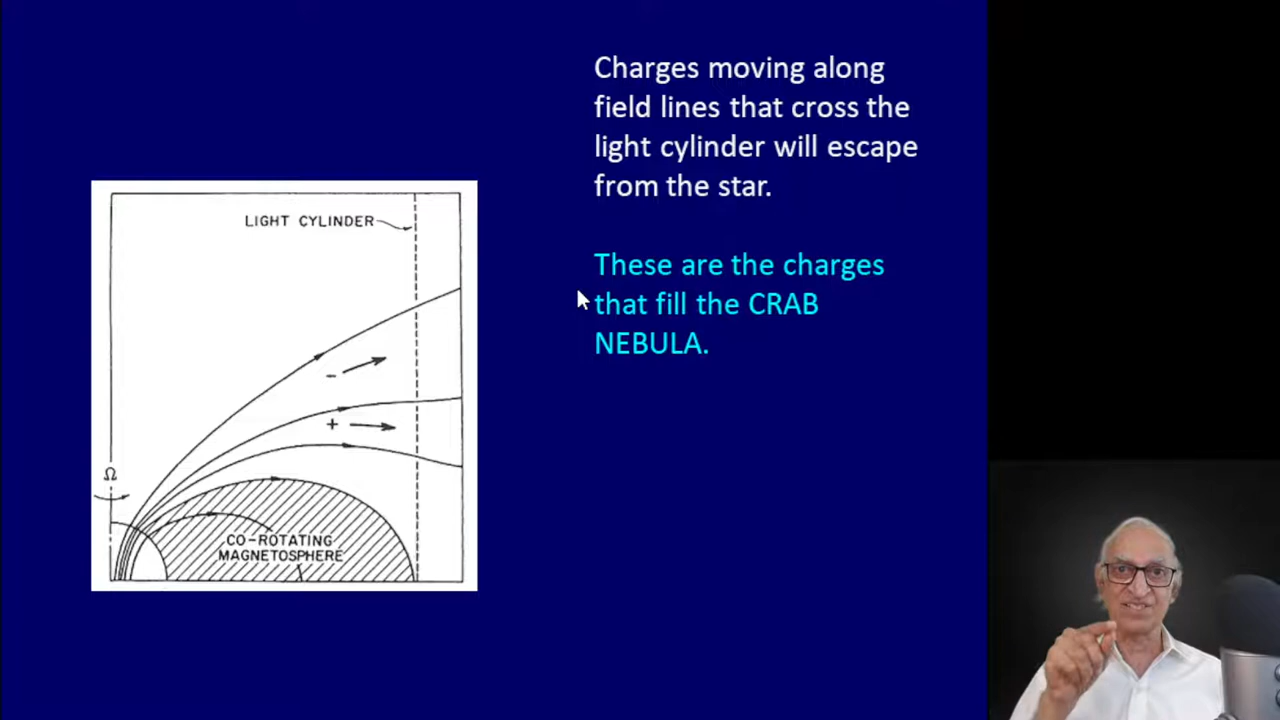 Charges moving along
field lines that cross the
light cylinder will escape
from the star.
These are the charges
that fill the CRAB
NEBULA.
LIGHT CYLINDER
-
+
Ω
CO-ROTATING
MAGNETOSPHERE